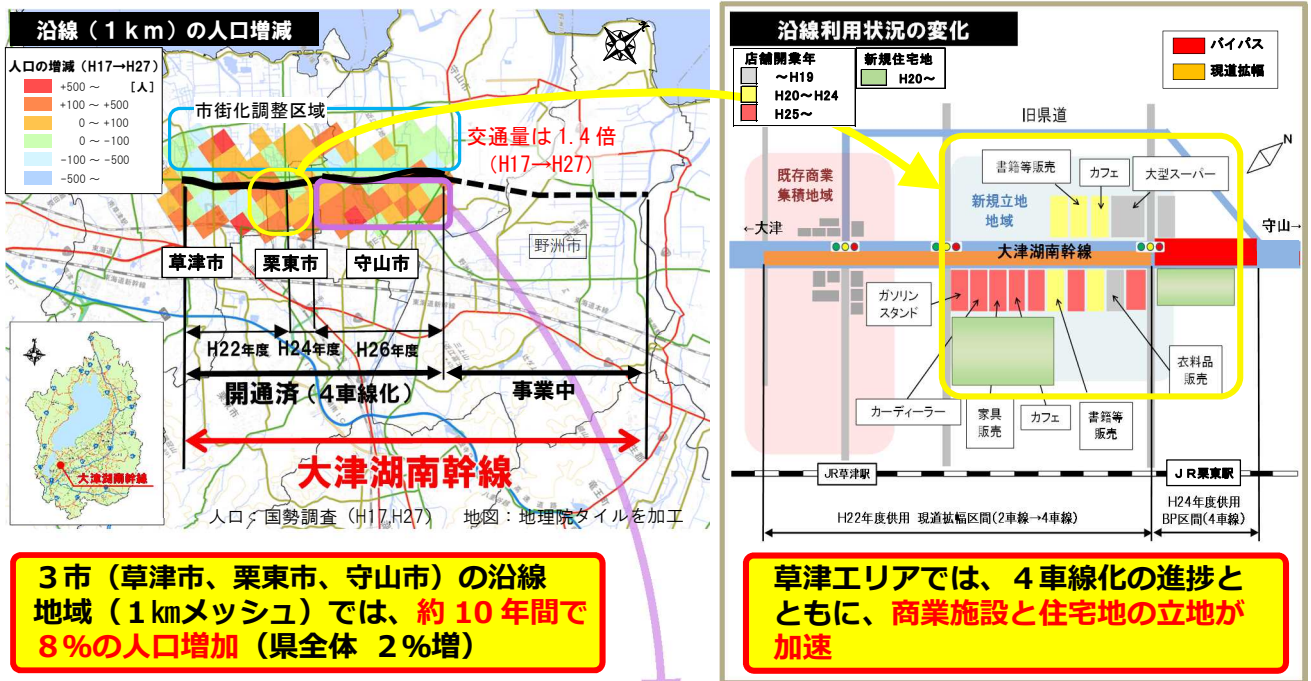 沿線（１ｋｍ）の人口増減
人口の増減（H17→H27）
[人]
+500 ～
+100 ～ +500
0 ～ +100
0 ～ -100
-100 ～ -500
-500 ～
市街化調整区域
交通量は 1.4 倍
（H17→H27）
守山市
野洲市
草津市
栗東市
守山市
H22年度
H24年度
H26年度
開通済（４車線化）
事業中
大津湖南幹線
大津湖南幹線
人口：国勢調査（H17,H27）
地図：地理院タイルを加工
３市（草津市、栗東市、守山市）の沿線
地域（１㎞メッシュ）では、約 10 年間で
８％の人口増加（県全体 ２％増）
沿線利用状況の変化
店舗開業年
～H19
H20～H24
H25～
新規住宅地
H20～
バイパス
現道拡幅
旧県道
N
既存商業
集積地域
新規立地
地域
書籍等販売
カフェ
大型スーパー
←大津
守山→
大津湖南幹線
ガソリン
スタンド
カーディーラー
家具
販売
カフェ
書籍等
販売
衣料品
販売
JR草津駅
ＪＲ栗東駅
H22年度供用 現道拡幅区間(2車線→4車線)
H24年度供用
BP区間(4車線)
草津エリアでは、４車線化の進捗と
ともに、商業施設と住宅地の立地が
加速